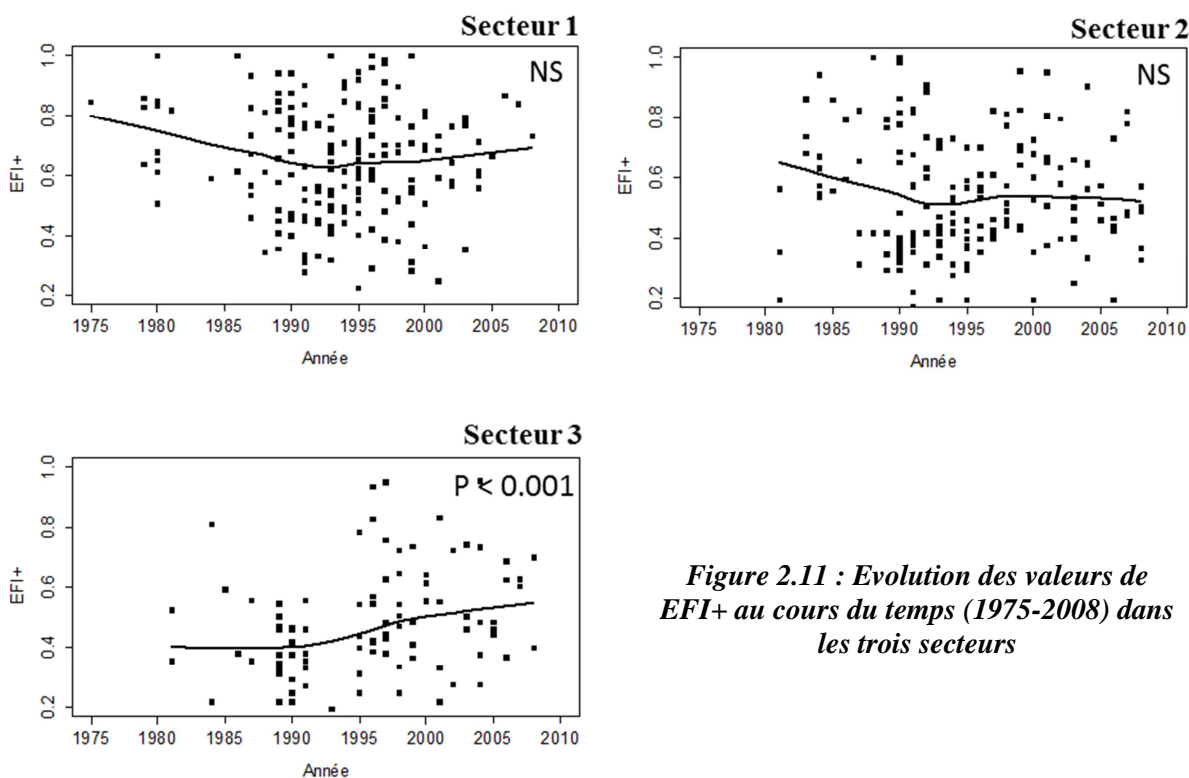 Secteur 1
NS
EFI+
1.0
0.8
0.6
0.4
0.2
1975 1980 1985 1990 1995 2000 2005 2010
Année
Secteur 2
NS
EFI+
1.0
0.8
0.6
0.4
0.2
1975 1980 1985 1990 1995 2000 2005 2010
Année
Secteur 3
P < 0.001
EFI+
1.0
0.8
0.6
0.4
0.2
1975 1980 1985 1990 1995 2000 2005 2010
Année
Figure 2.11 : Evolution des valeurs de
EFI+ au cours du temps (1975-2008) dans
les trois secteurs